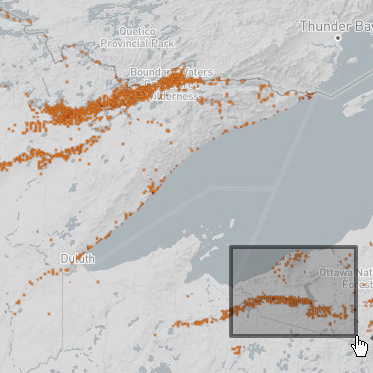 Quetico
Provincial Park
Thunder Bay
Boundary Waters
Wilderness
Duluth
Ottawa Nat
Forest